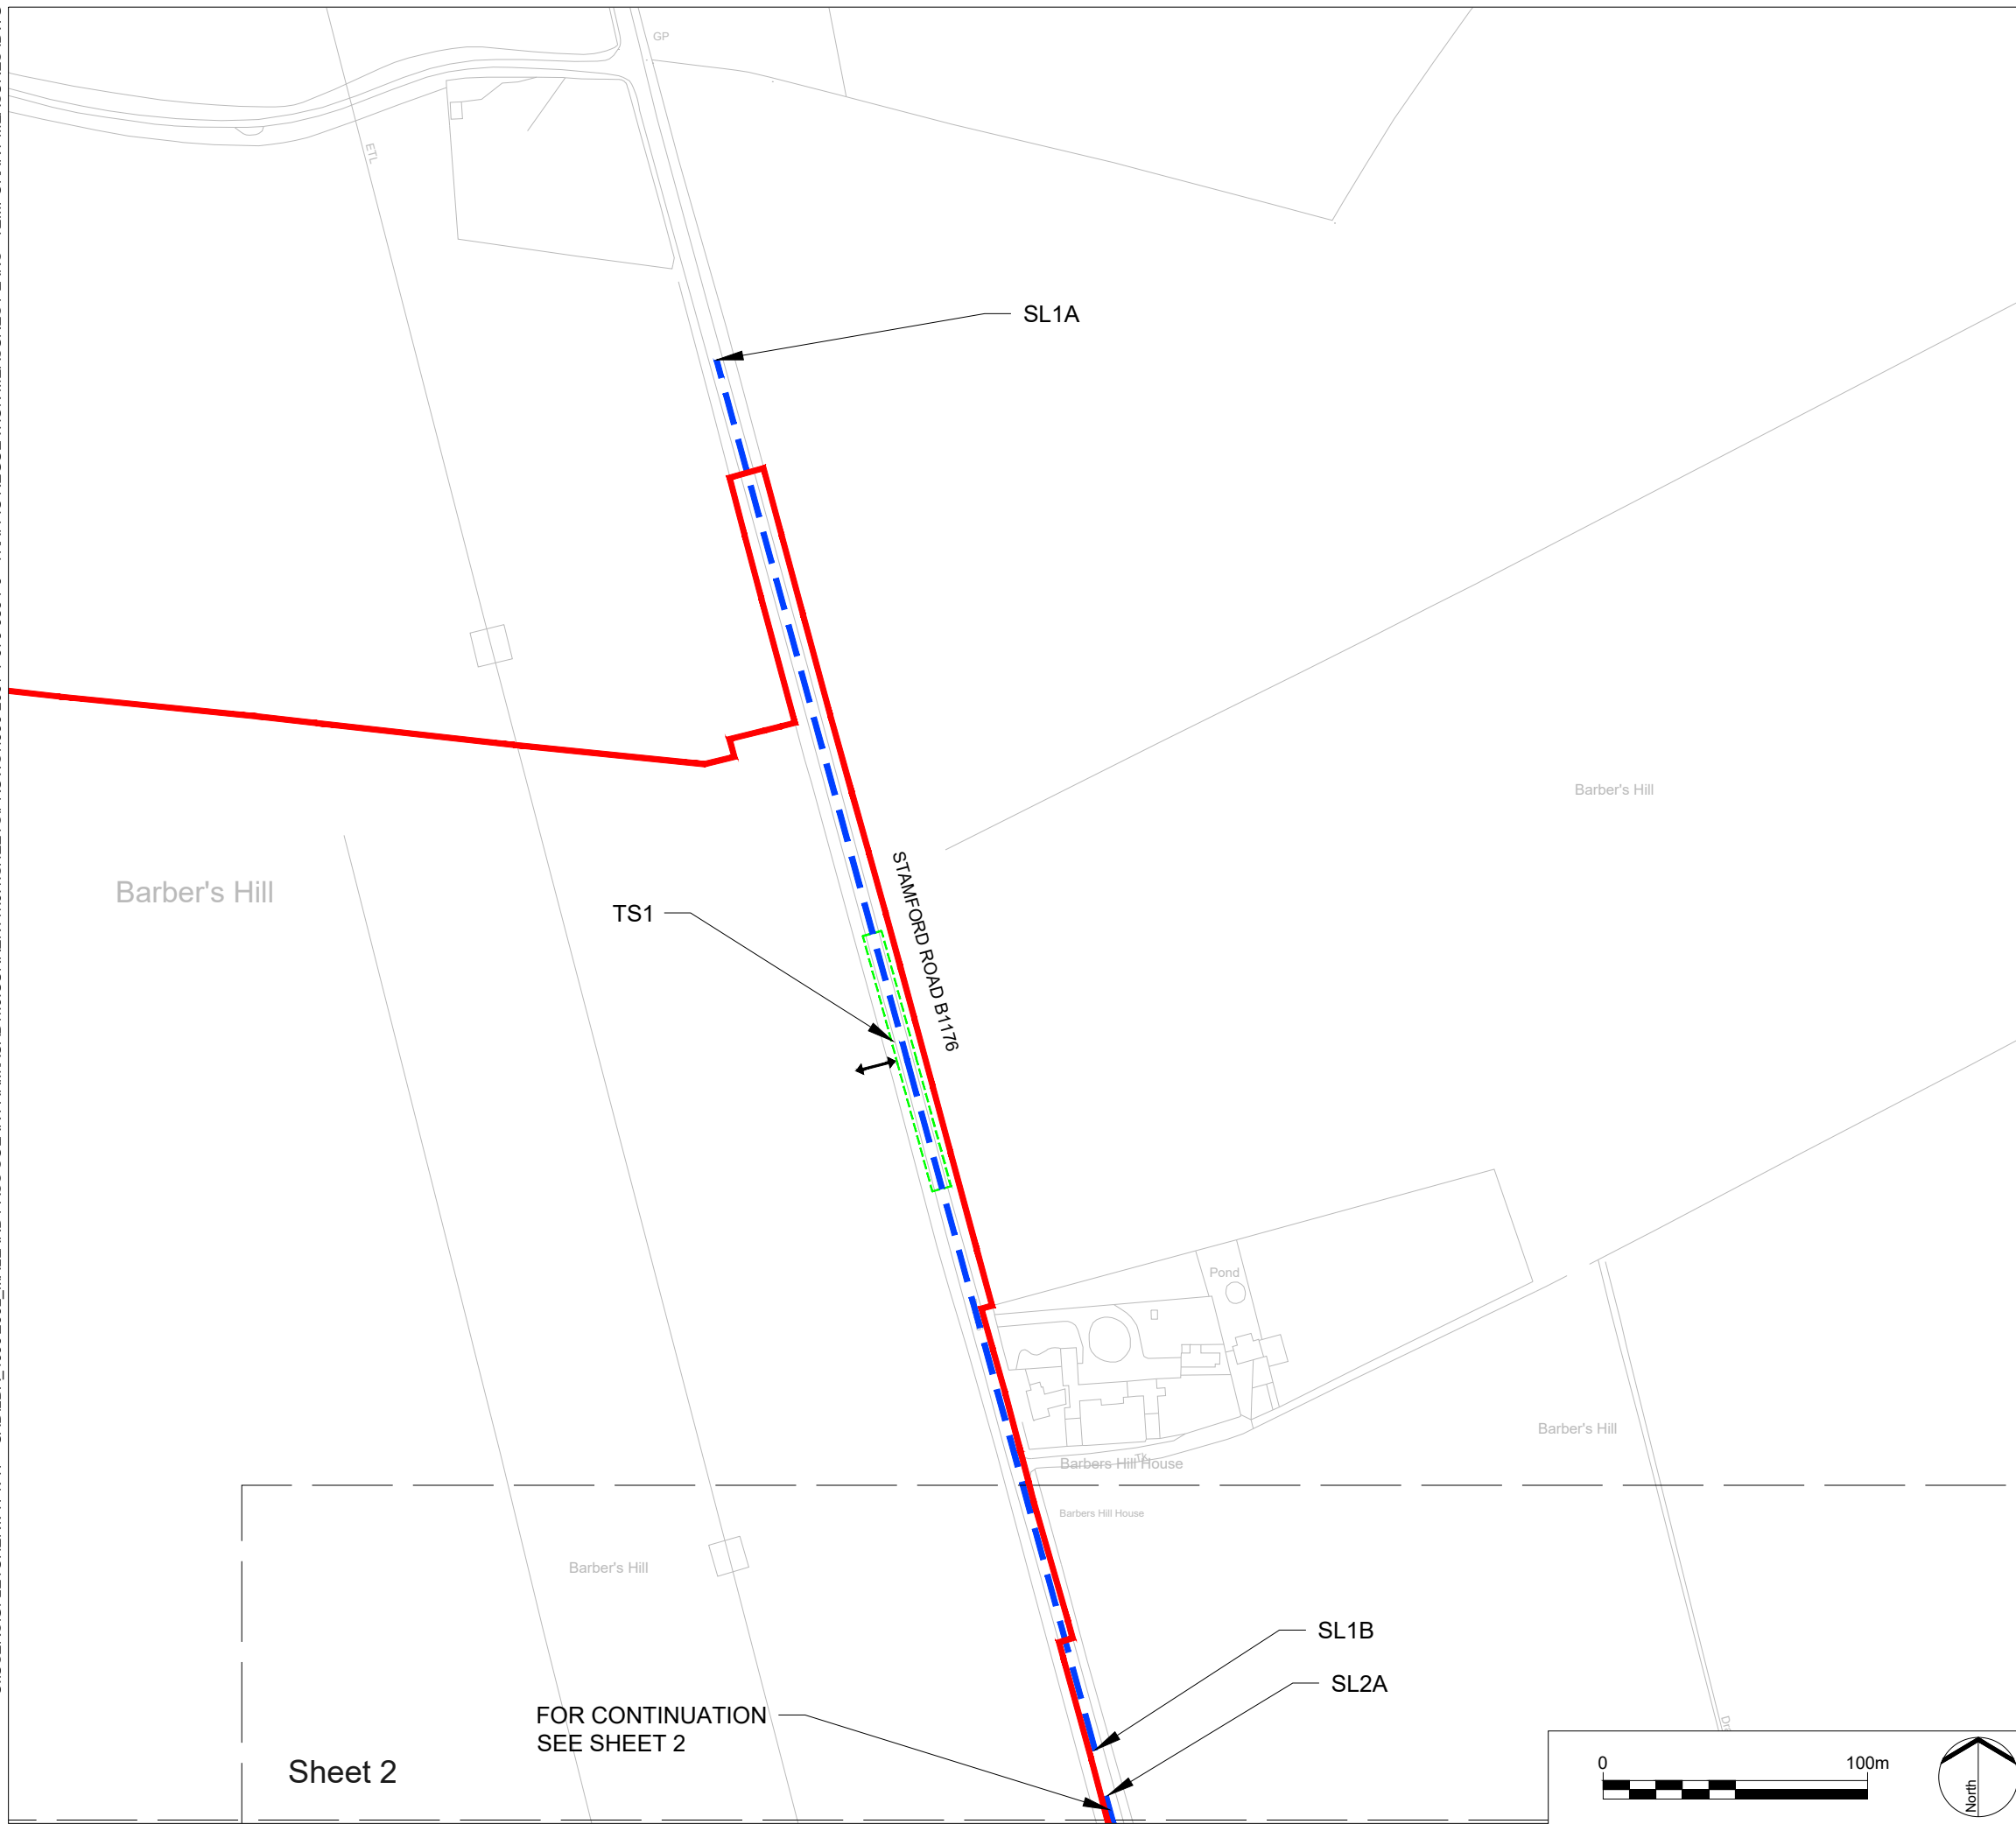 GP
ETL
SL1A
Barber's Hill
Barber's Hill
TS1
STAMFORD ROAD B1176
Pond
Barber's Hill
Tk
Barbers Hill House
Barbers Hill House
Barber's Hill
SL1B
SL2A
FOR CONTINUATION
SEE SHEET 2
Sheet 2
0 100m
North